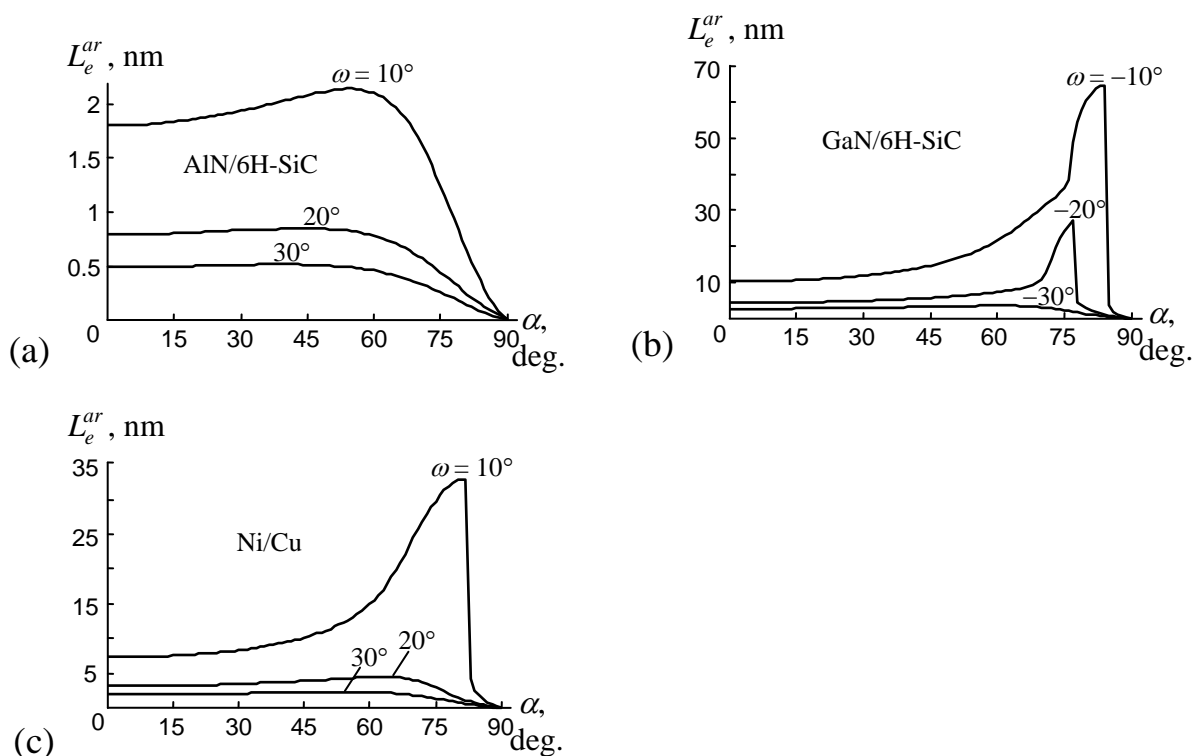 L_e^{ar}, nm
ω = 10°
2
1.5
AlN/6H-SiC
1
20°
30°
0.5
0
15
30
45
60
75
90
α,
deg.
(a)
L_e^{ar}, nm
70
ω = −10°
50
GaN/6H-SiC
30
−20°
10
−30°
0
15
30
45
60
75
90
α,
deg.
(b)
L_e^{ar}, nm
35
ω = 10°
25
Ni/Cu
15
20°
30°
5
0
15
30
45
60
75
90
α,
deg.
(c)